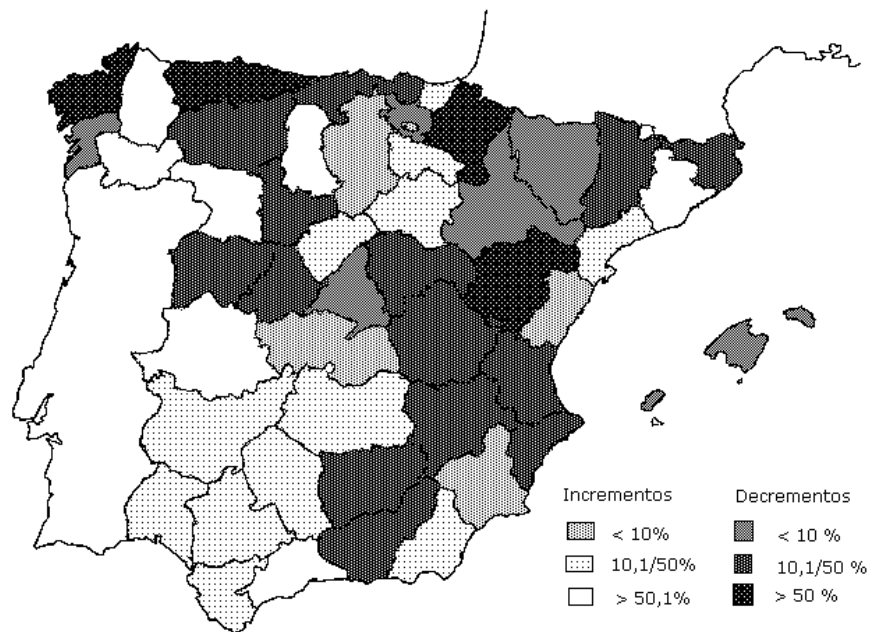 Incrementos Decrementos
< 10% < 10 %
10,1/50% 10,1/50 %
> 50,1% > 50 %